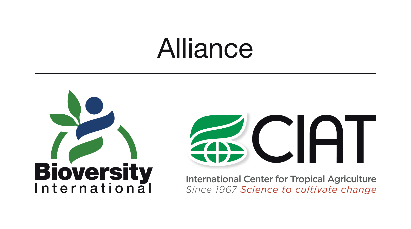 Alliance
Bioversity
International
CIAT
International Center for Tropical Agriculture
Since 1967 Science to cultivate change